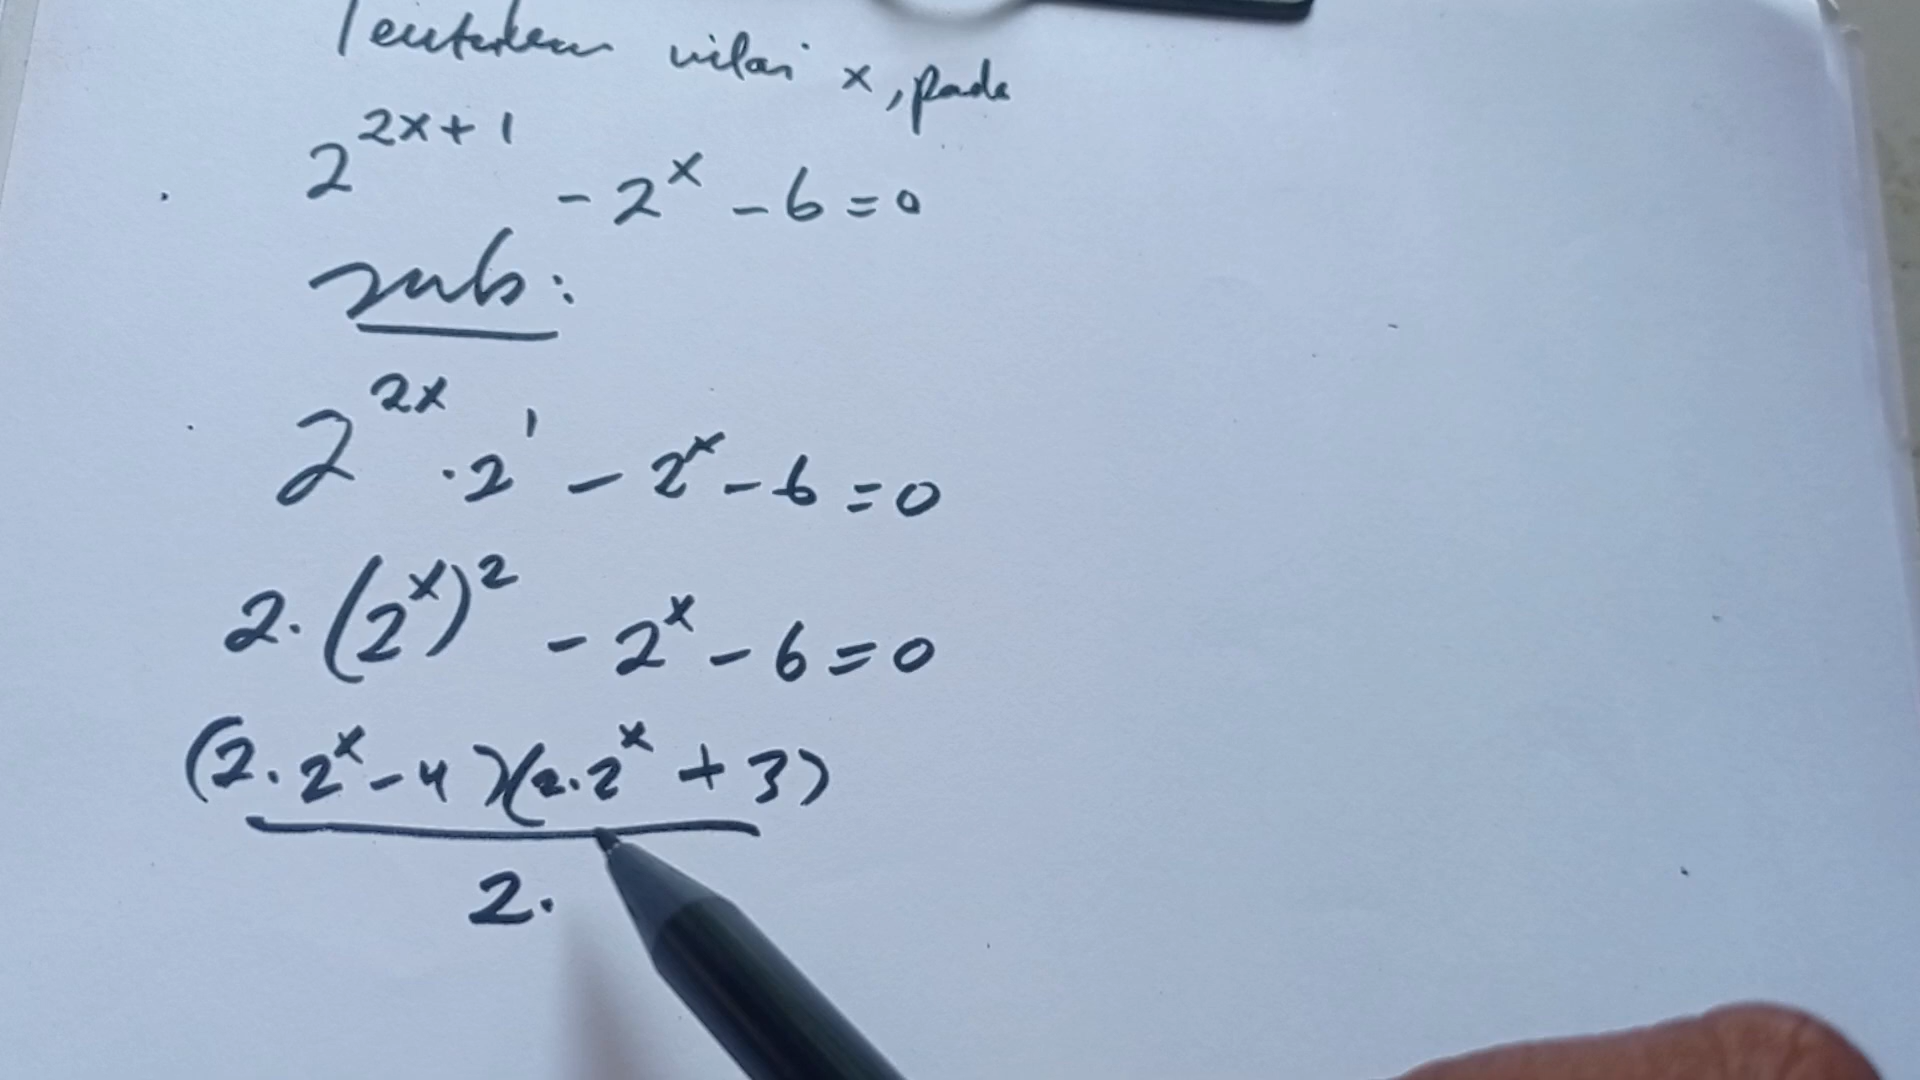 Tentukan nilai x, pada
2^{2x+1} - 2^x - 6 = 0
2^{2x} · 2^1 - 2^x - 6 = 0
2 · (2^x)^2 - 2^x - 6 = 0
(2 · 2^x - 4)(2 · 2^x + 3)
2.